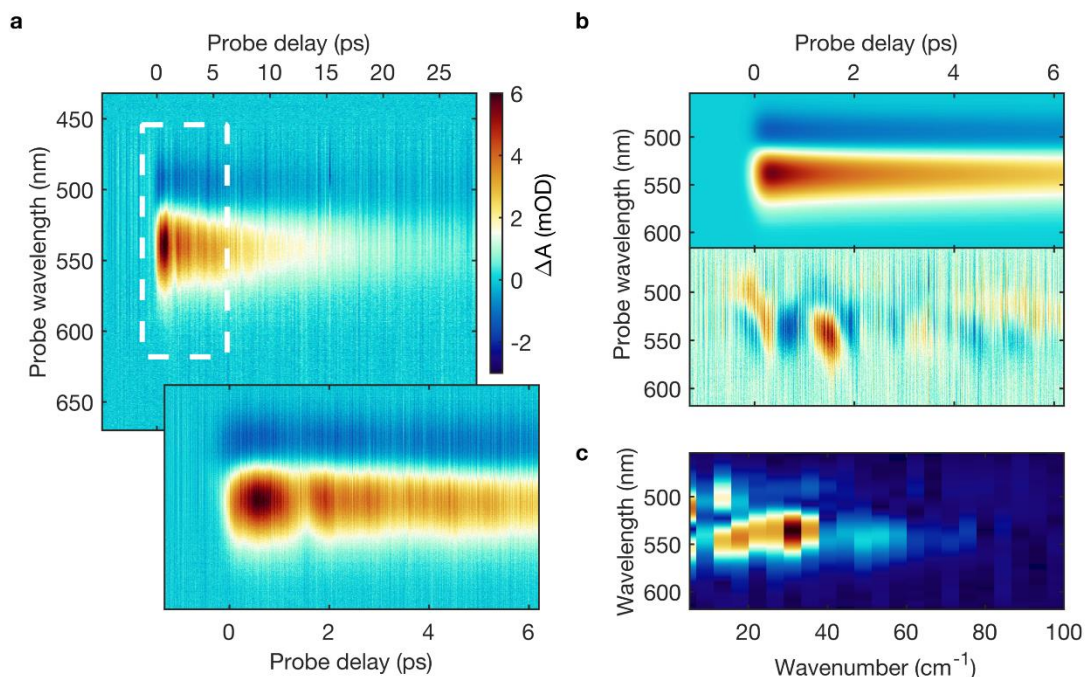 a
Probe delay (ps)
0 5 10 15 20 25
450
500
550
600
650
Probe wavelength (nm)
6
4
2
0
-2
ΔA (mOD)
0 2 4 6
Probe delay (ps)
b
Probe delay (ps)
0 2 4 6
500
550
600
500
550
600
Probe wavelength (nm)
c
500
550
600
Wavelength (nm)
20 40 60 80 100
Wavenumber (cm⁻¹)